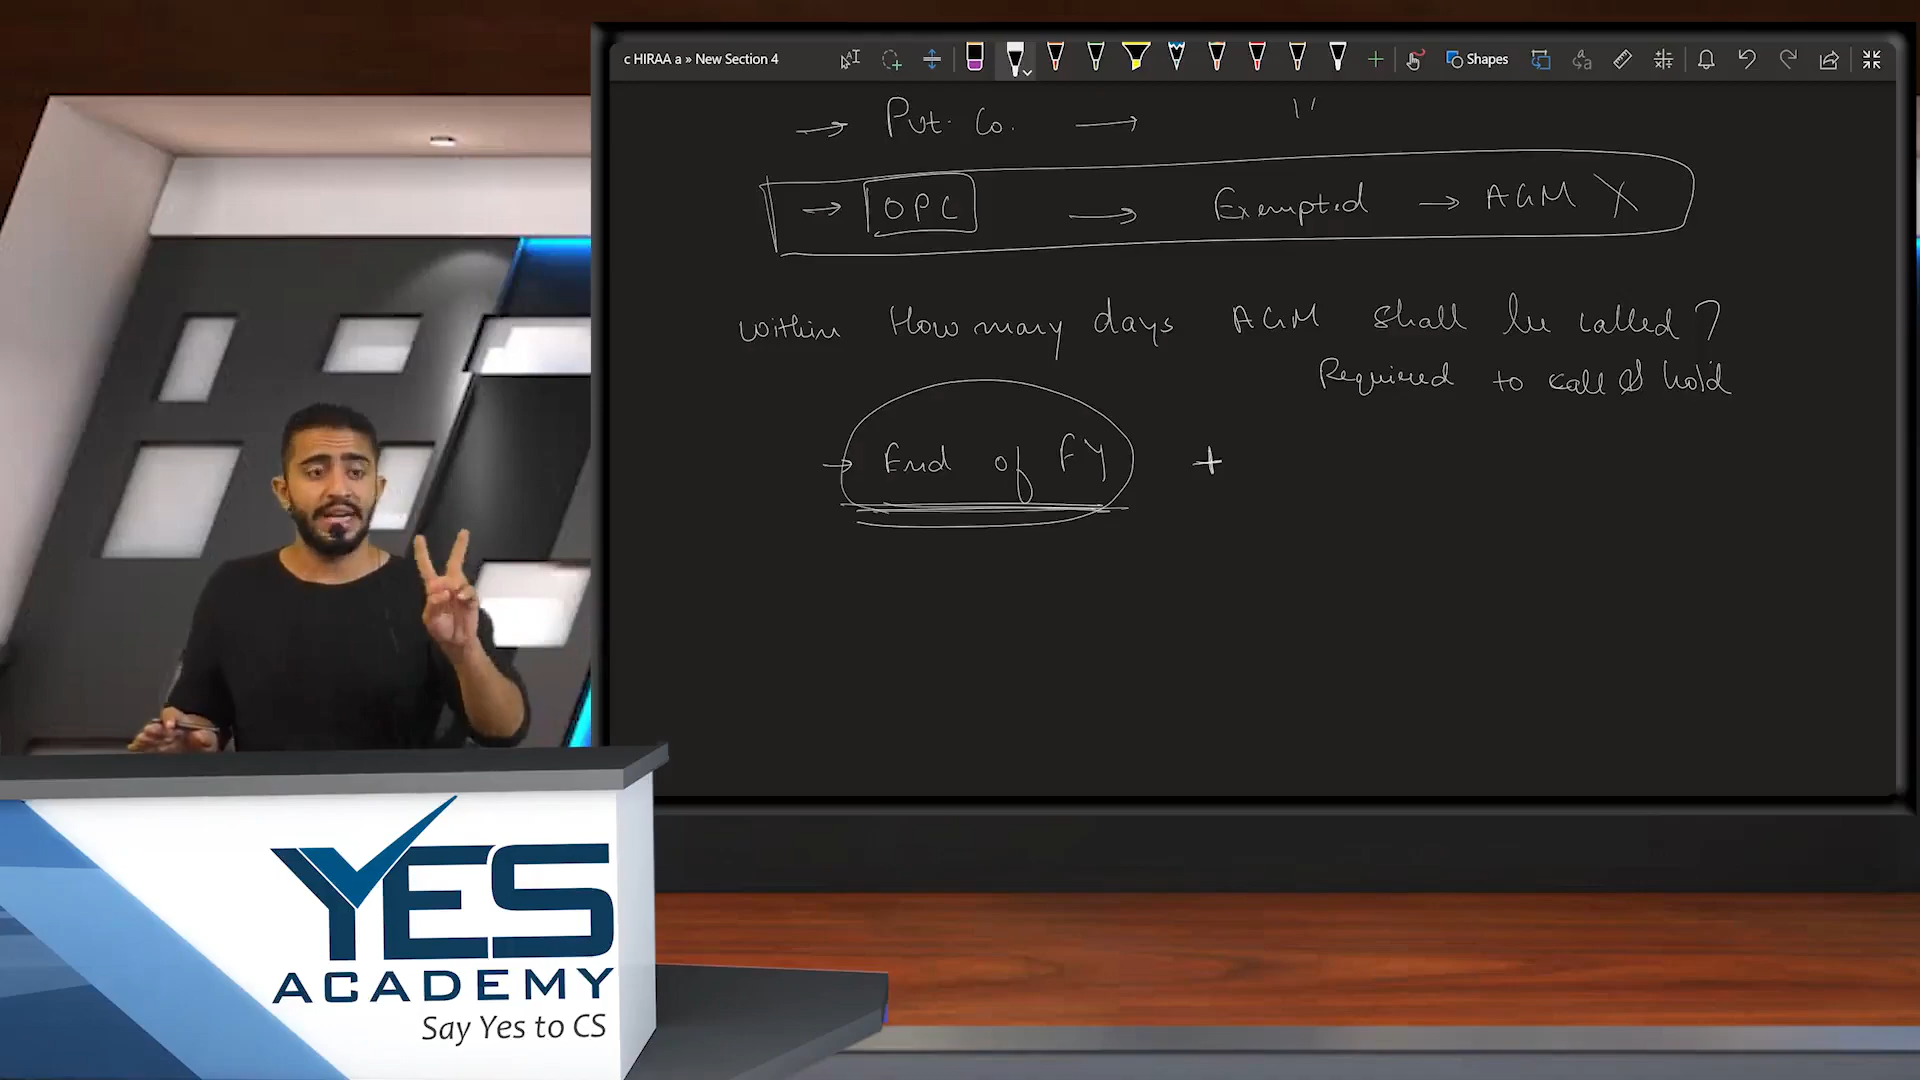 c HIRAA a » New Section 4
Shapes
→ Pvt. Co. → "
→ OPC → Exempted → AGM X
within How many days AGM shall be called?
Required to call & hold
→ End of FY +
YES
ACADEMY
Say Yes to CS